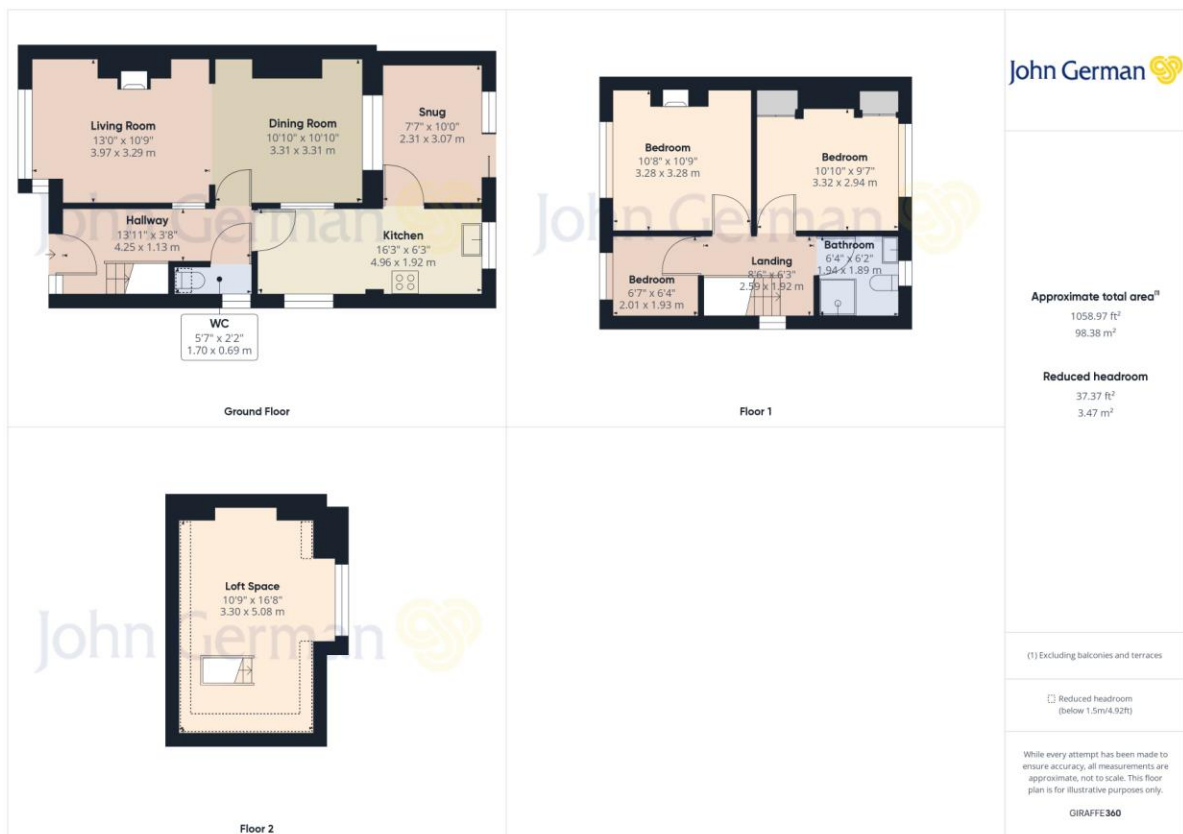 Living Room
13'0" x 10'9"
3.97 x 3.29 m
Dining Room
10'10" x 10'10"
3.31 x 3.31 m
Snug
7'7" x 10'0"
2.31 x 3.07 m
Hallway
13'11" x 3'8"
4.25 x 1.13 m
Kitchen
16'3" x 6'3"
4.96 x 1.92 m
WC
5'7" x 2'2"
1.70 x 0.69 m
John German
Ground Floor
Bedroom
10'8" x 10'9"
3.28 x 3.28 m
Bedroom
10'10" x 9'7"
3.32 x 2.94 m
Bedroom
6'7" x 6'4"
2.01 x 1.93 m
Landing
8'6" x 6'3"
2.59 x 1.92 m
Bathroom
6'4" x 6'2"
1.94 x 1.89 m
John German
Floor 1
Loft Space
10'9" x 16'8"
3.30 x 5.08 m
John German
Floor 2
John German
Approximate total area(1)
1058.97 ft²
98.38 m²
Reduced headroom
37.37 ft²
3.47 m²
(1) Excluding balconies and terraces
Reduced headroom
(below 1.5m/4.92ft)
While every attempt has been made to
ensure accuracy, all measurements are
approximate, not to scale. This floor
plan is for illustrative purposes only.
GIRAFFE360